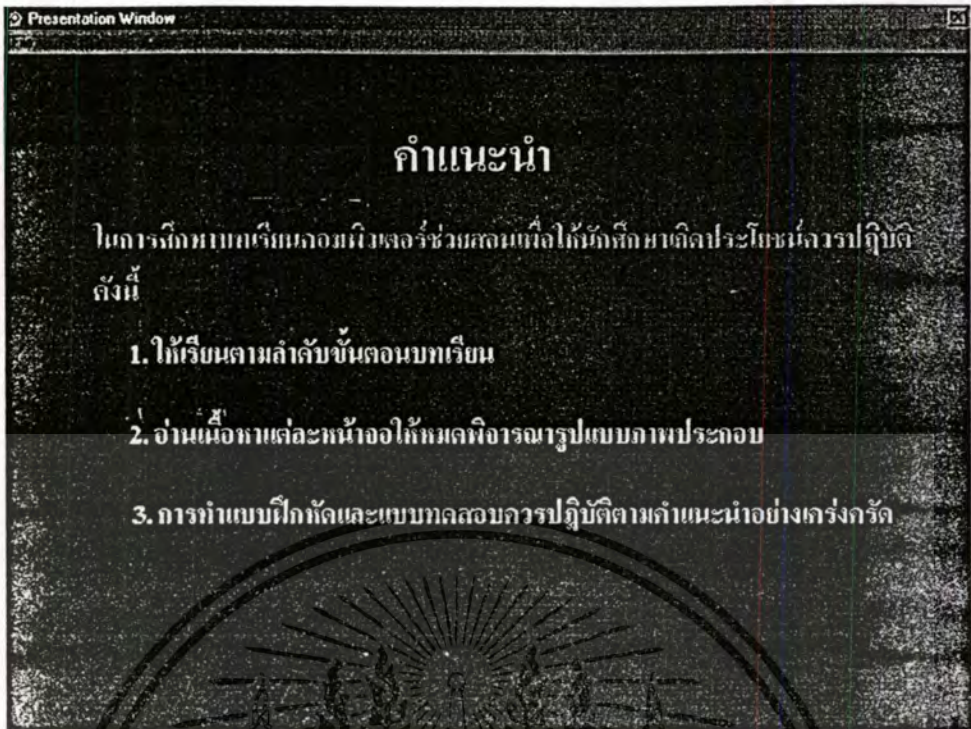 Presentation Window
คำแนะนำ
ในการศึกษาบทเรียนคอมพิวเตอร์ช่วยสอนเพื่อให้นักศึกษาเกิดประโยชน์ควรปฏิบัติ
ดังนี้
1. ให้เรียนตามลำดับขั้นตอนบทเรียน
2. อ่านเนื้อหาแต่ละหน้าจอให้หมดพิจารณารูปแบบภาพประกอบ
3. การทำแบบฝึกหัดและแบบทดสอบควรปฏิบัติตามคำแนะนำอย่างเคร่งครัด